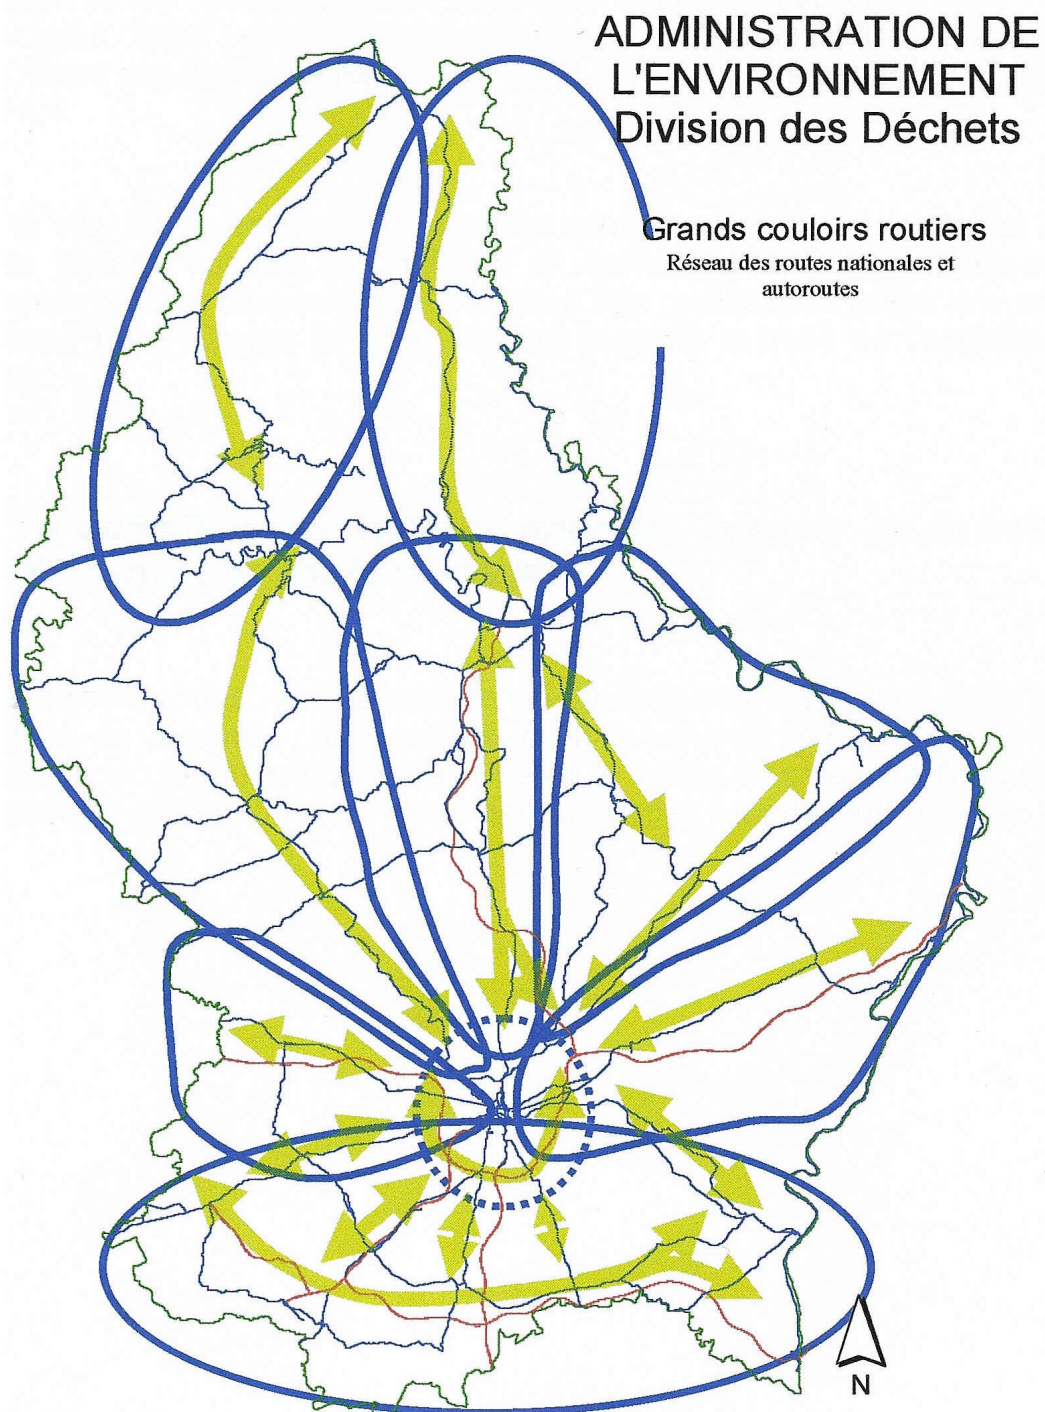 ADMINISTRATION DE
L'ENVIRONNEMENT
Division des Déchets
Grands couloirs routiers
Réseau des routes nationales et
autoroutes
N